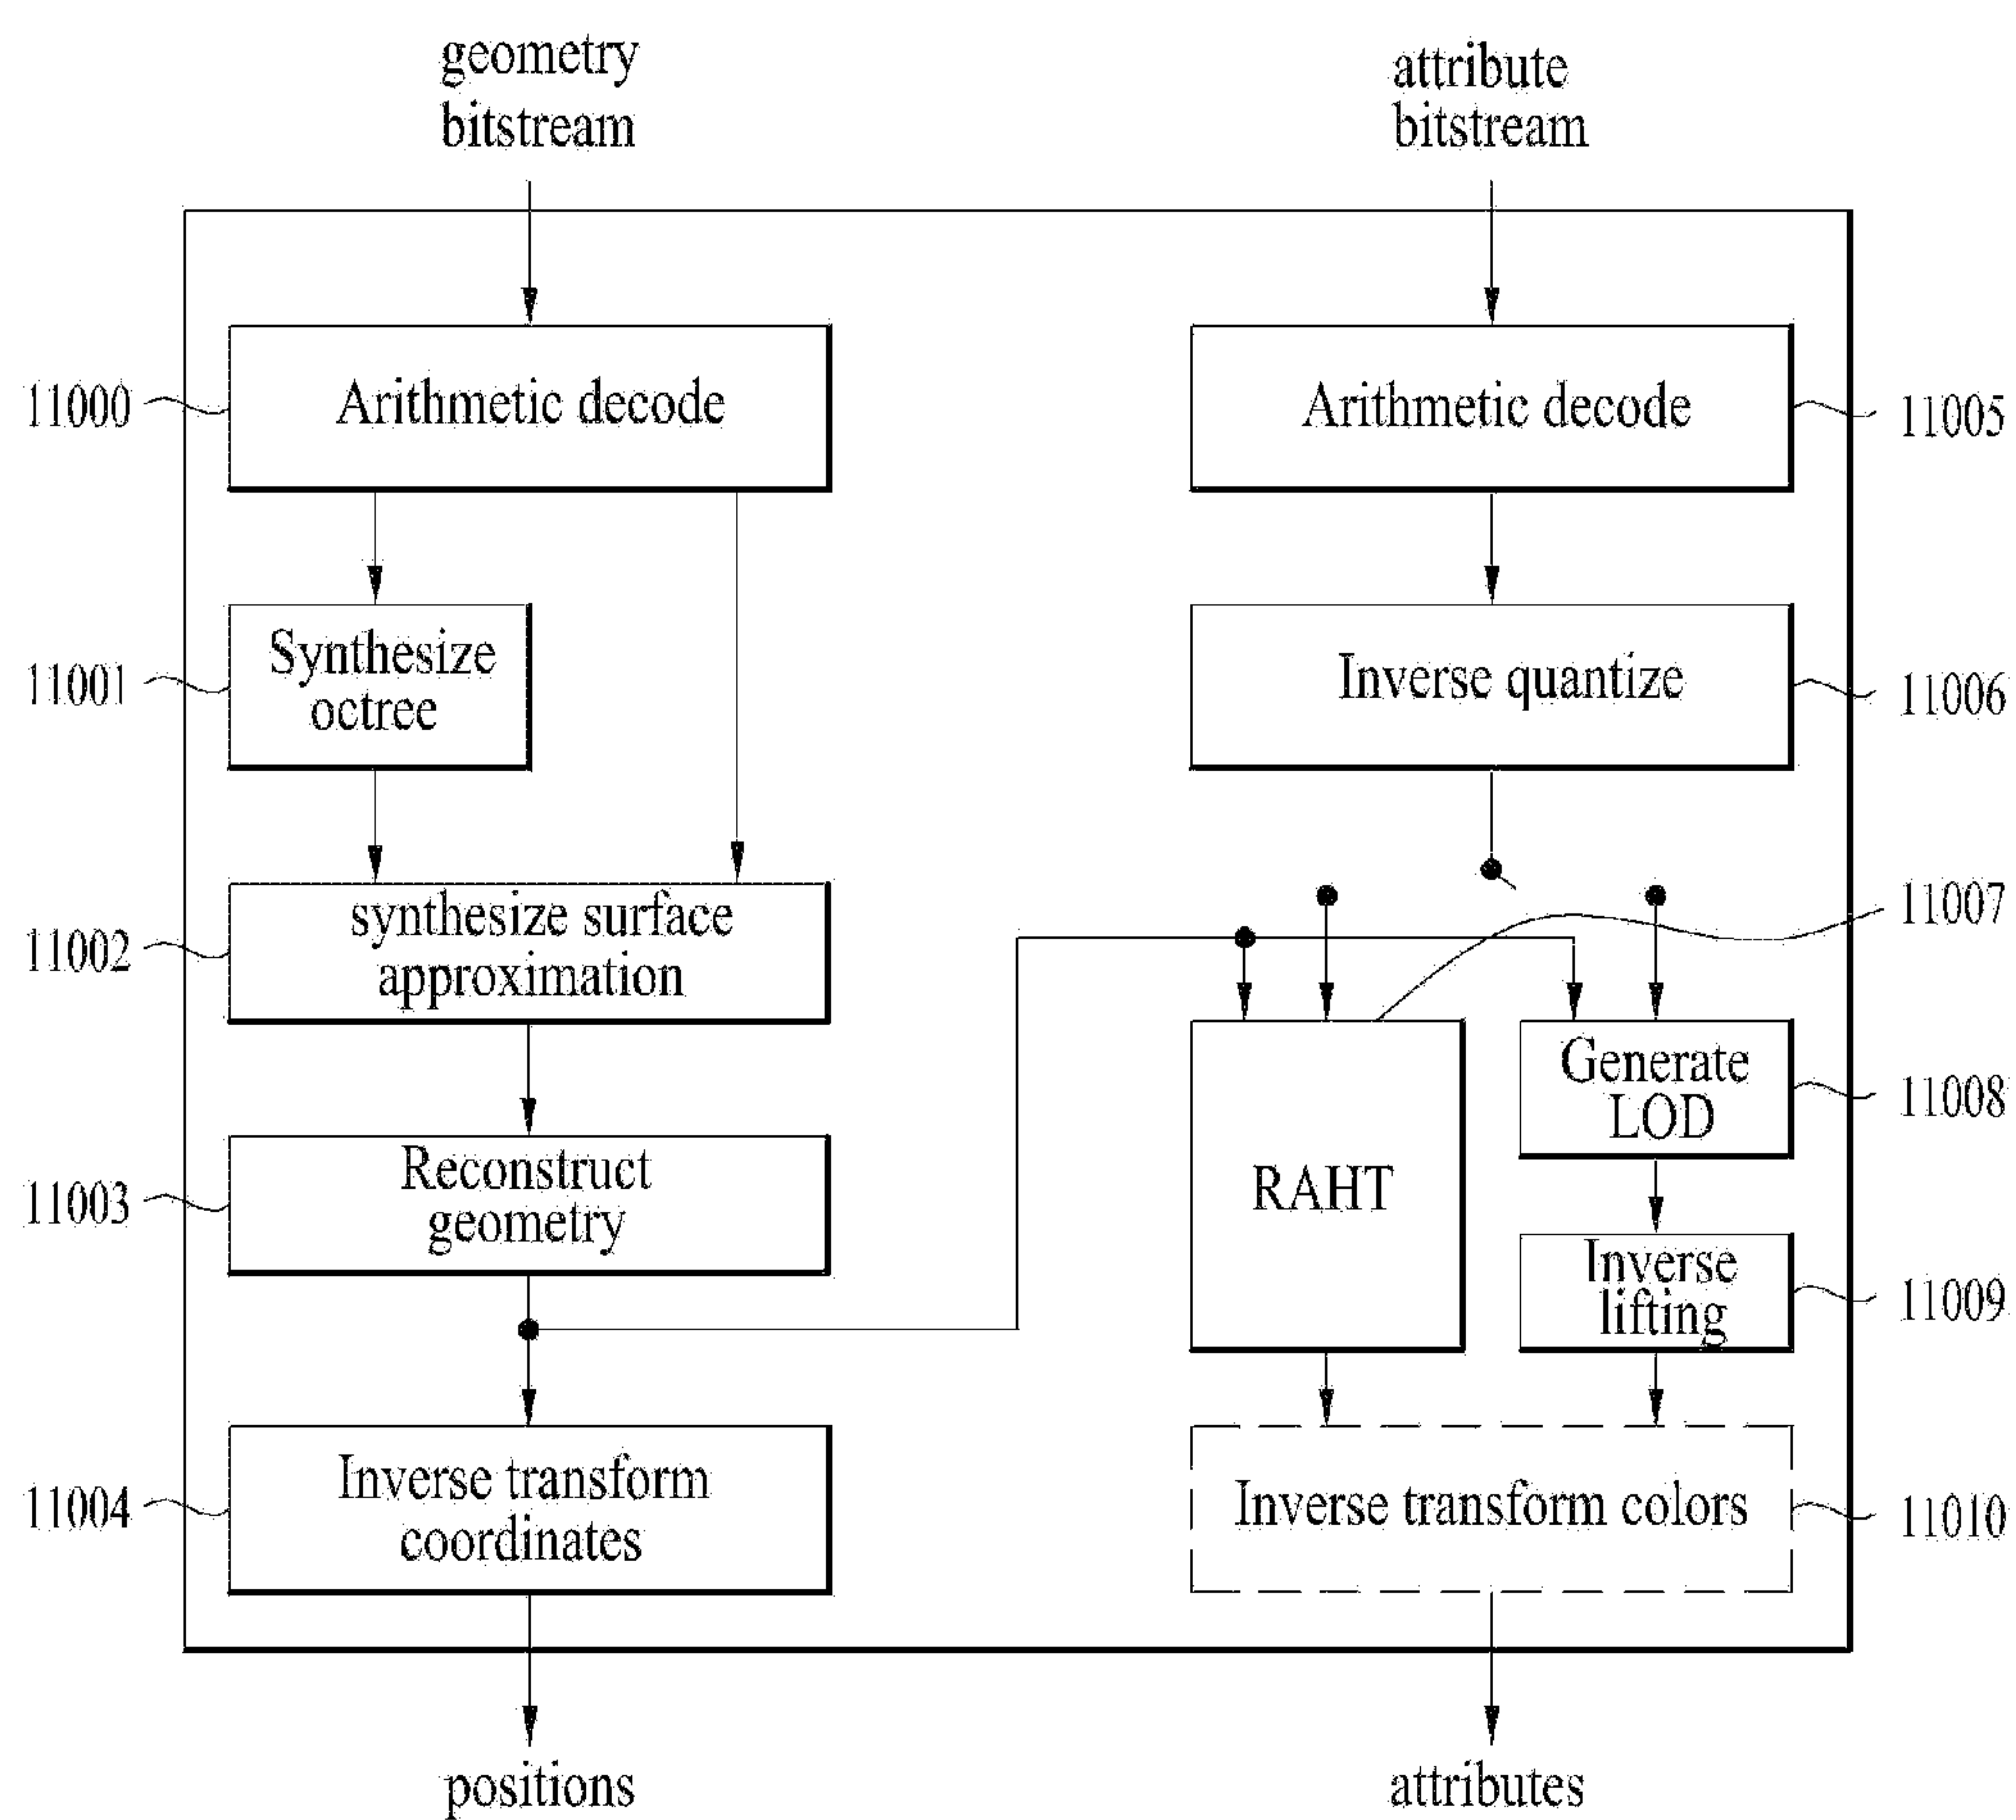 geometry
bitstream
attribute
bitstream
11000
Arithmetic decode
Arithmetic decode
11005
11001
Synthesize
octree
Inverse quantize
11006
11002
synthesize surface
approximation
11007
11003
Reconstruct
geometry
RAHT
Generate
LOD
11008
Inverse
lifting
11009
11004
Inverse transform
coordinates
Inverse transform colors
11010
positions
attributes